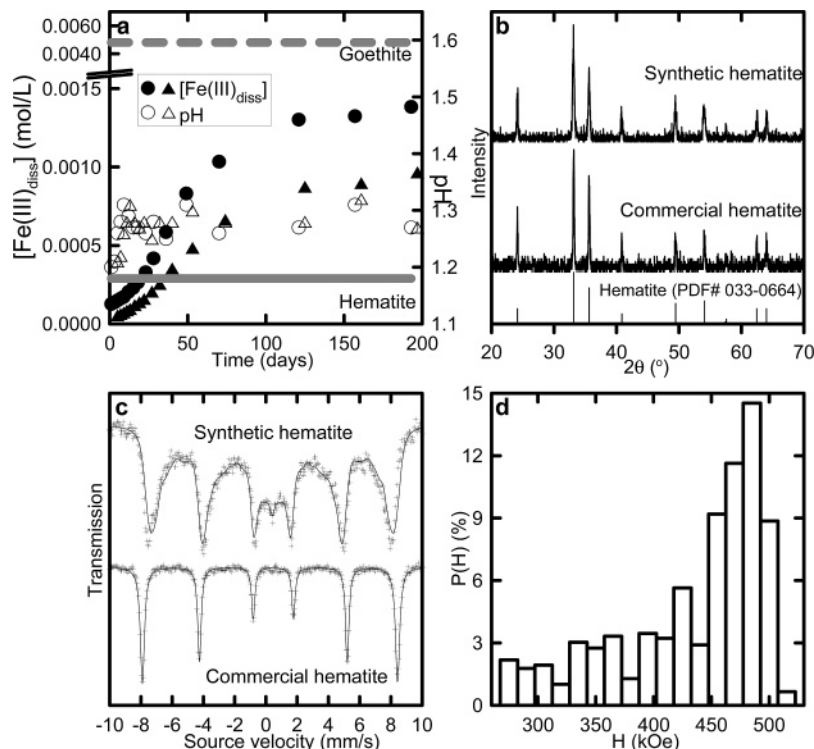 a
0.0060
0.0040
0.0015
0.0010
0.0005
0.0000
[Fe(III)diss] (mol/L)
Goethite
[Fe(III)diss]
pH
Hematite
1.6
1.5
1.4
1.3
1.2
1.1
pH
0 50 100 150 200
Time (days)
b
Synthetic hematite
Commercial hematite
Hematite (PDF# 033-0664)
Intensity
20 30 40 50 60 70
2θ (°)
c
Synthetic hematite
Commercial hematite
Transmission
-10 -8 -6 -4 -2 0 2 4 6 8 10
Source velocity (mm/s)
d
15
12
9
6
3
0
P(H) (%)
300 350 400 450 500
H (kOe)